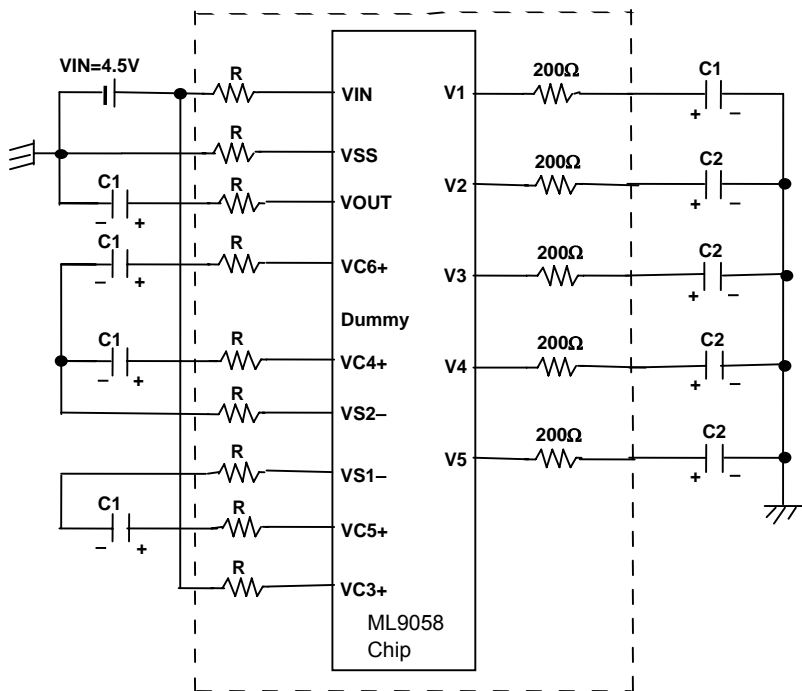 VIN=4.5V
R
VIN
V1
200Ω
C1
+ –
R
VSS
C1
– +
R
VOUT
V2
200Ω
C2
+ –
C1
– +
R
VC6+
V3
200Ω
C2
+ –
Dummy
C1
– +
R
VC4+
V4
200Ω
C2
+ –
R
VS2–
R
VS1–
V5
200Ω
C2
+ –
C1
– +
R
VC5+
R
VC3+
ML9058
Chip